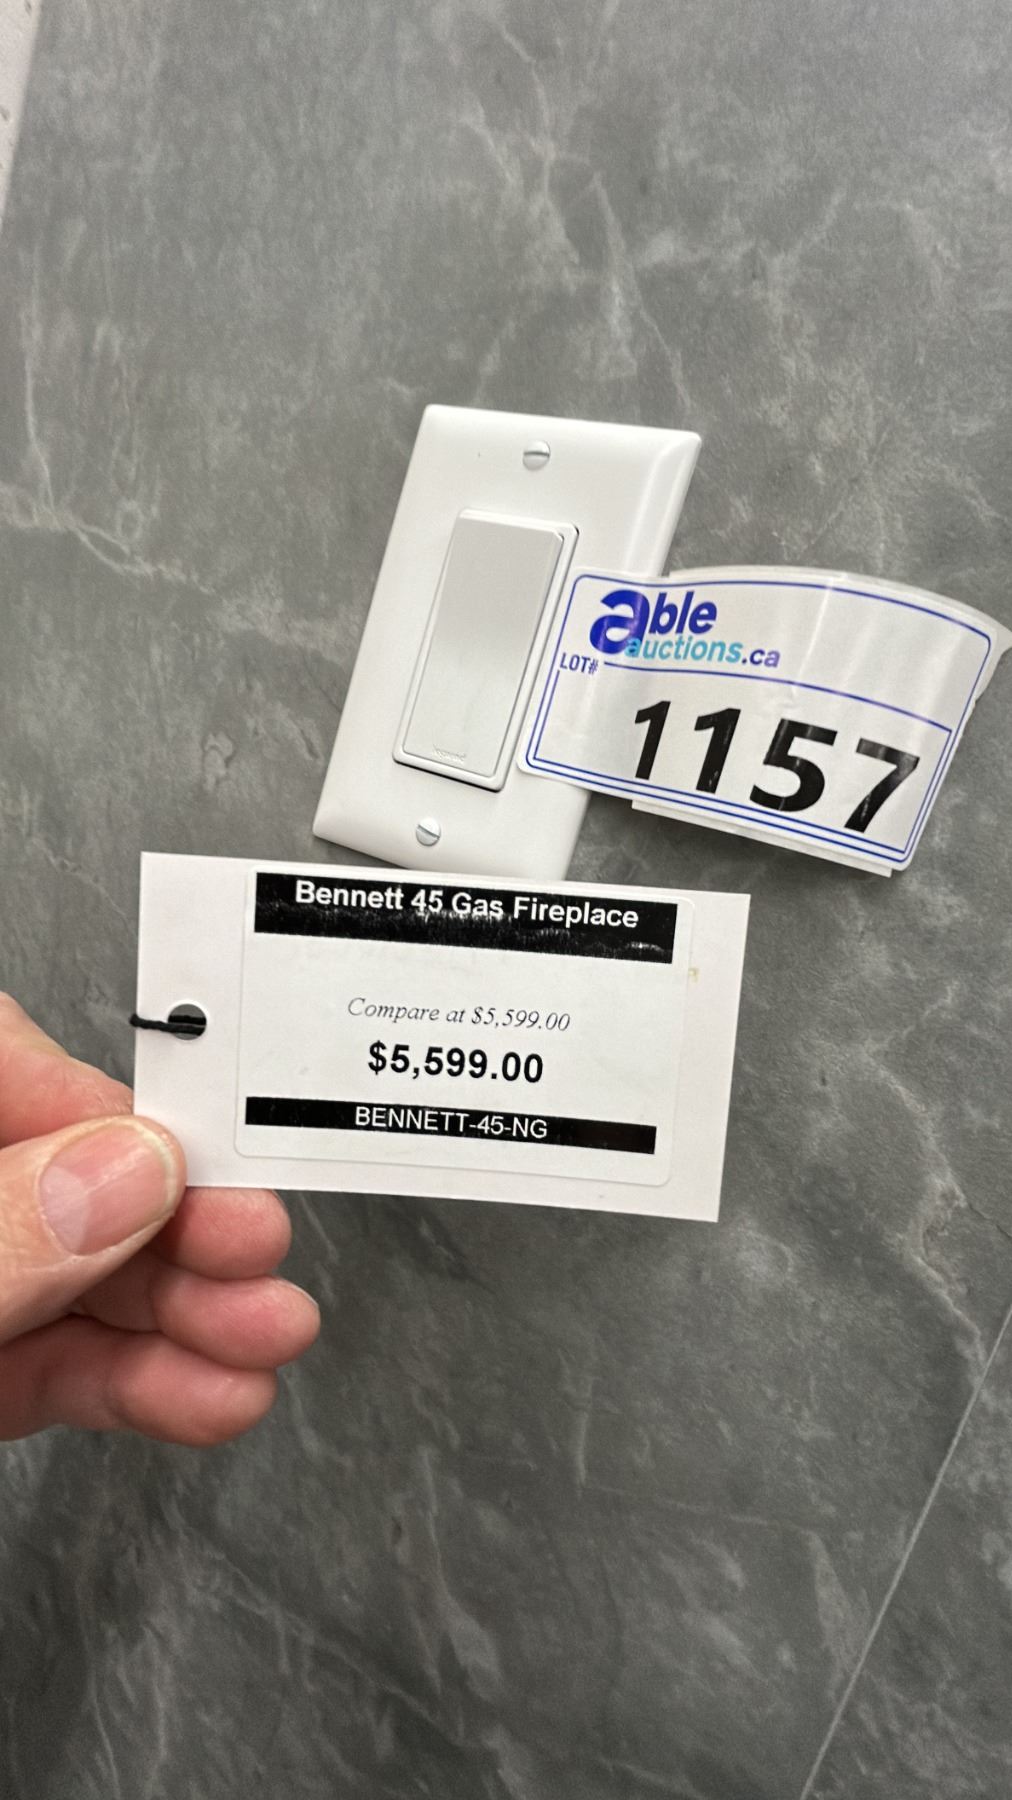 able
auctions.ca
LOT#
1157
Bennett 45 Gas Fireplace
Compare at $5,599.00
$5,599.00
BENNETT-45-NG